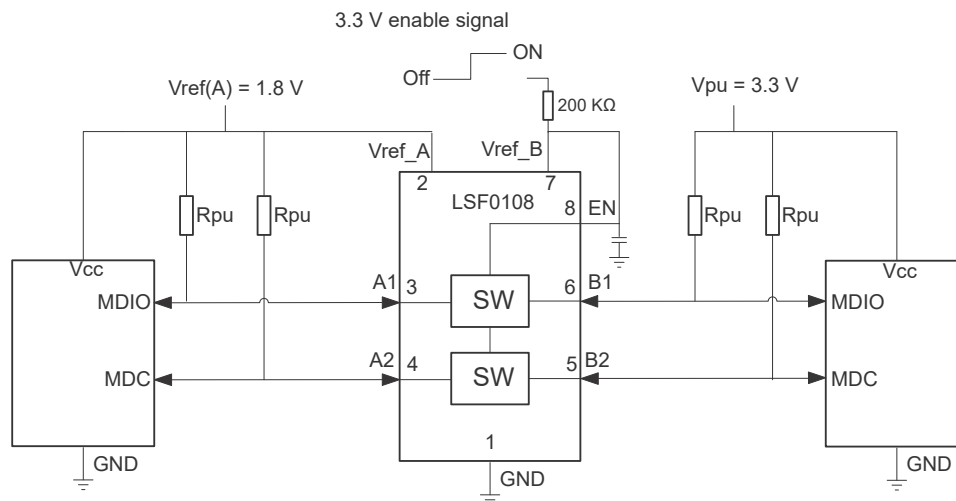 3.3 V enable signal
ON
Off
Vref(A) = 1.8 V
Vpu = 3.3 V
200 KΩ
Vref_A
Vref_B
2
7
LSF0108
8
EN
Rpu
Rpu
Rpu
Rpu
Vcc
Vcc
MDIO
A1
3
SW
6
B1
MDIO
MDC
A2
4
SW
5
B2
MDC
1
GND
GND
GND